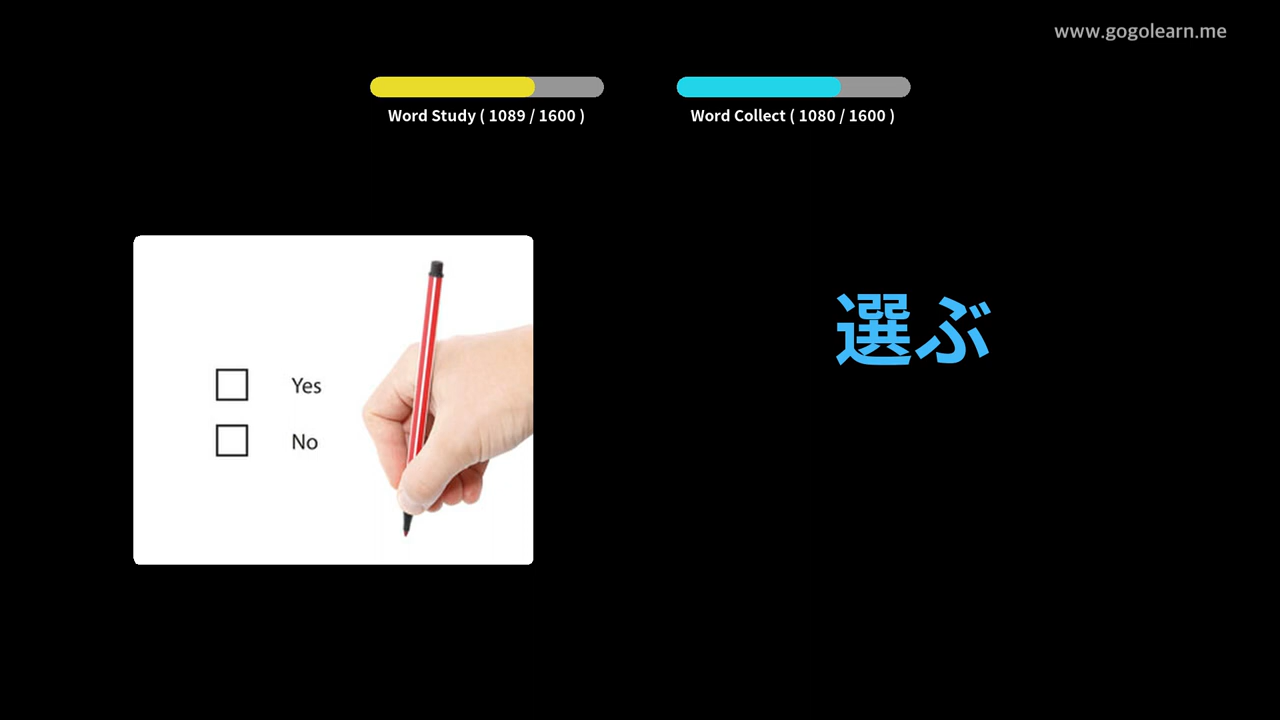 www.gogolearn.me
Word Study ( 1089 / 1600 )
Word Collect ( 1080 / 1600 )
Yes
No
選ぶ